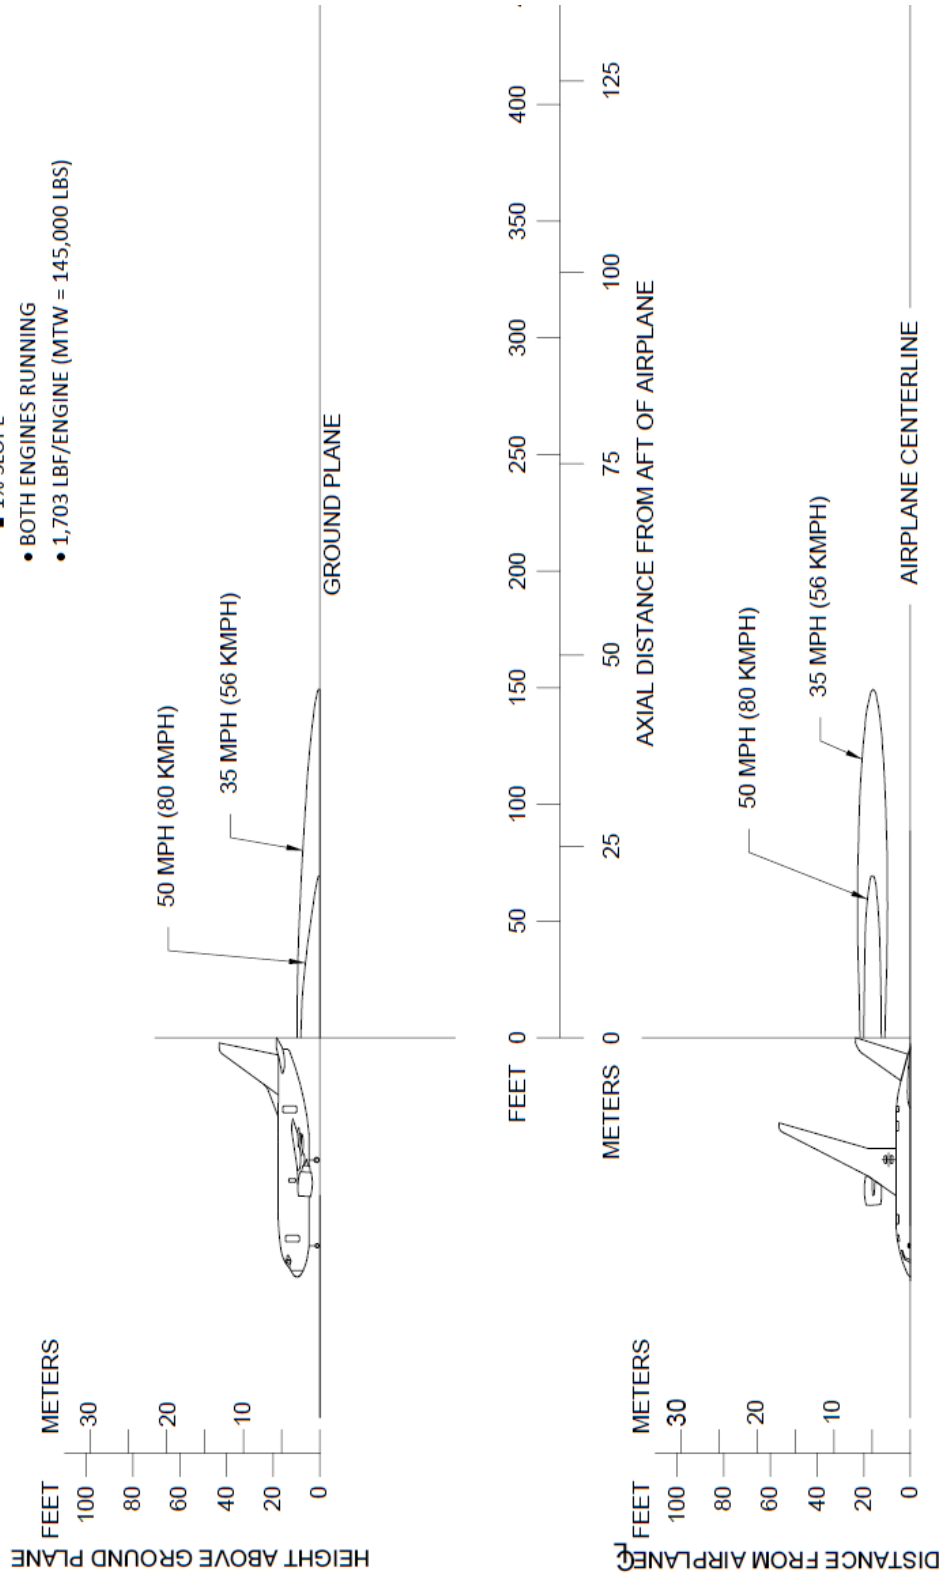 1% SLOPE
• BOTH ENGINES RUNNING
• 1,703 LBF/ENGINE (MTW = 145,000 LBS)
HEIGHT ABOVE GROUND PLANE
FEET
METERS
100
80
60
40
20
0
30
20
10
50 MPH (80 KMPH)
35 MPH (56 KMPH)
GROUND PLANE
FEET
0
50
100
150
200
250
300
350
400
METERS
0
25
50
75
100
125
AXIAL DISTANCE FROM AFT OF AIRPLANE
DISTANCE FROM AIRPLANE CL
FEET
METERS
100
80
60
40
20
0
30
20
10
50 MPH (80 KMPH)
35 MPH (56 KMPH)
AIRPLANE CENTERLINE